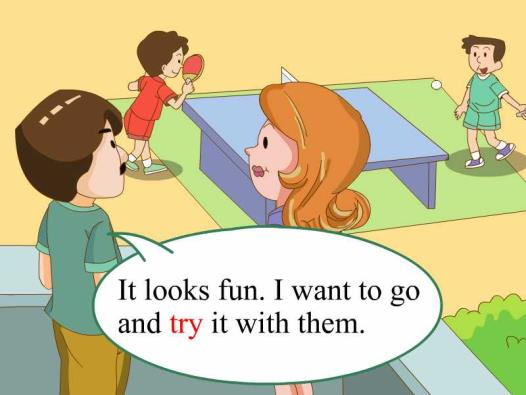 It looks fun. I want to go
and try it with them.